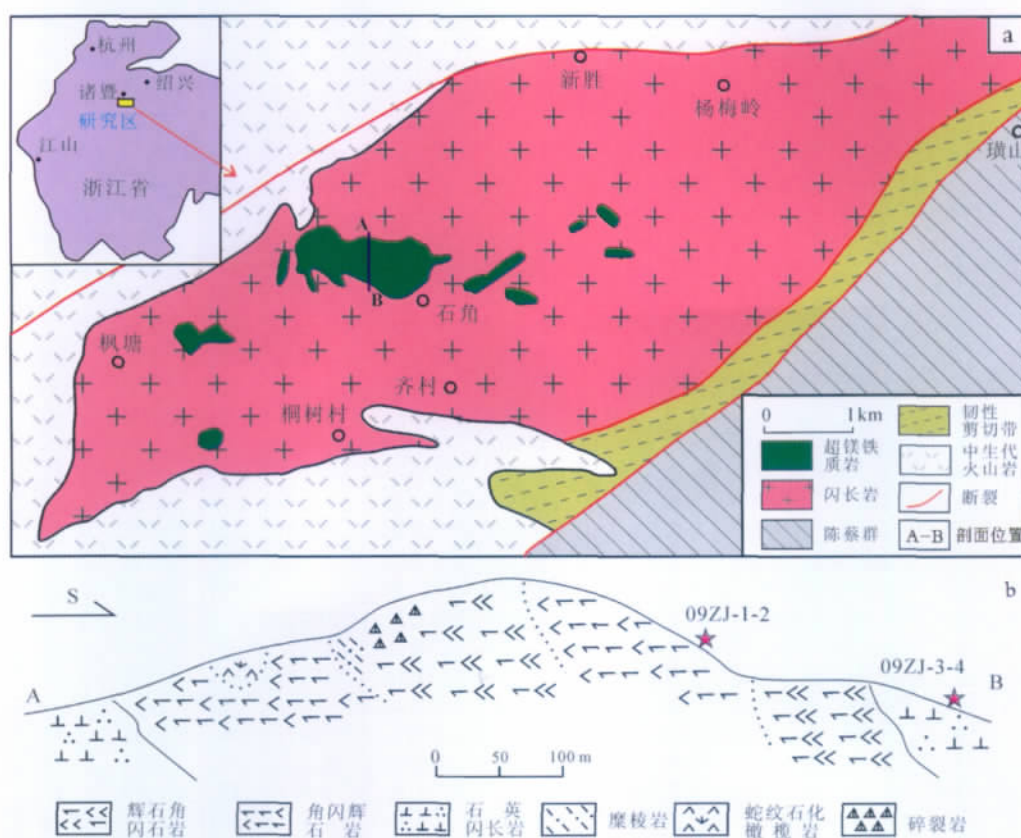 a
杭州
绍兴
诸暨
研究区
江山
浙江省
新胜
杨梅岭
璜山
A
B
石角
枫塘
齐村
榈树村
0 1km
超镁铁
质岩
闪长岩
陈蔡群
韧性
剪切带
中生代
火山岩
断裂
A-B 剖面位置
b
S
09ZJ-1-2
09ZJ-3-4
A
B
0 50 100 m
辉石角
闪石岩
角闪辉
石岩
石英
闪长岩
糜棱岩
蛇纹石化
橄榄岩
碎裂岩